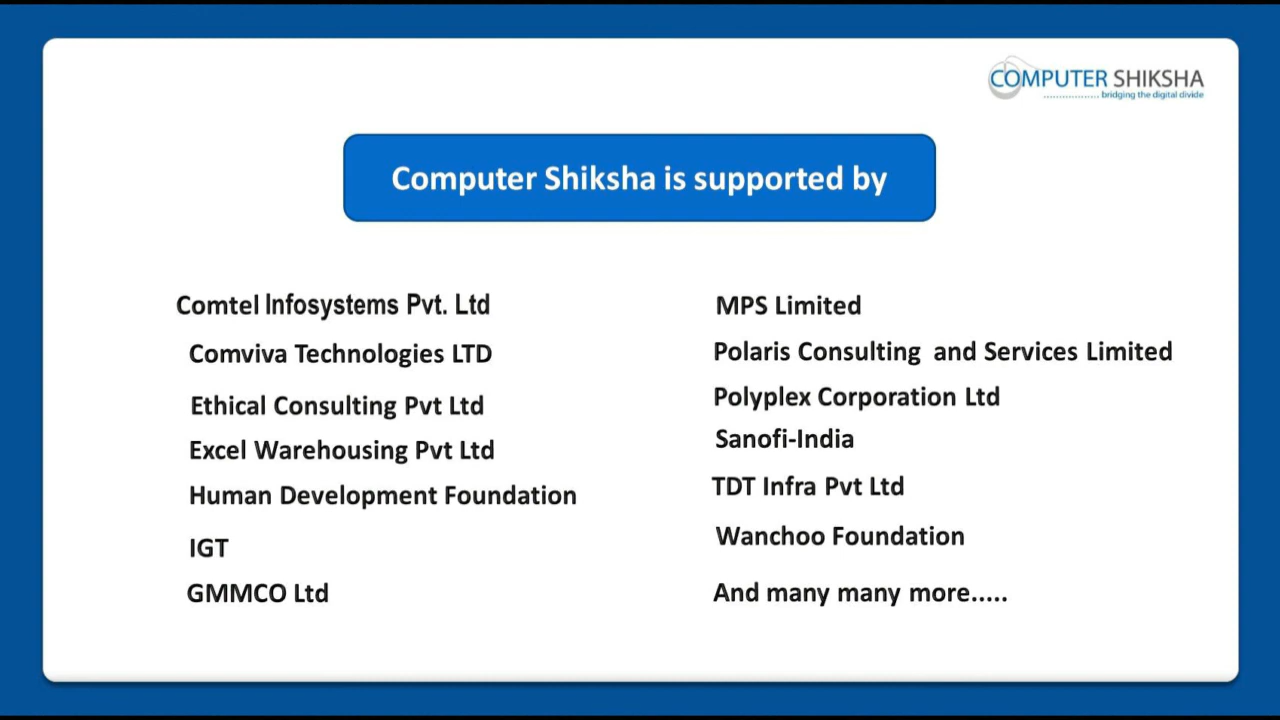 COMPUTER SHIKSHA
bridging the digital divide
Computer Shiksha is supported by
Comtel Infosystems Pvt. Ltd
Comviva Technologies LTD
Ethical Consulting Pvt Ltd
Excel Warehousing Pvt Ltd
Human Development Foundation
IGT
GMMCO Ltd
MPS Limited
Polaris Consulting and Services Limited
Polyplex Corporation Ltd
Sanofi-India
TDT Infra Pvt Ltd
Wanchoo Foundation
And many many more.....